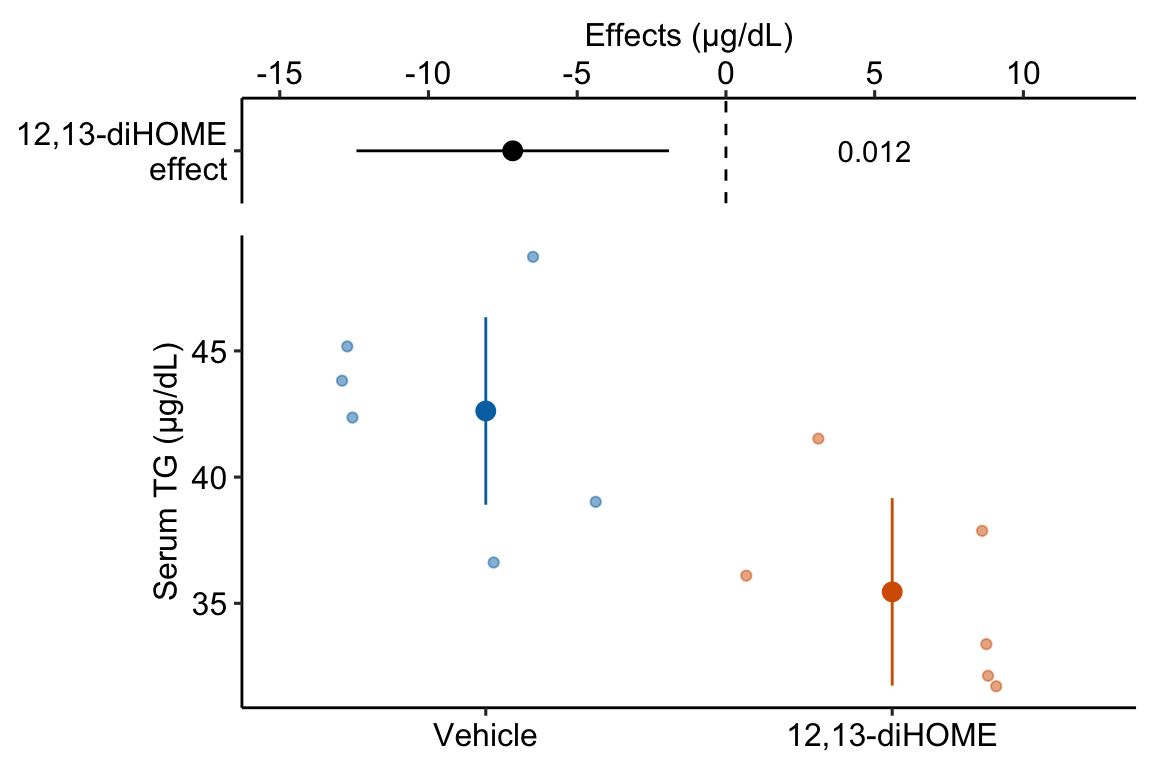 Effects (μg/dL)
-15 -10 -5 0 5 10
12,13-diHOME
effect
0.012
Serum TG (μg/dL)
45
40
35
Vehicle 12,13-diHOME